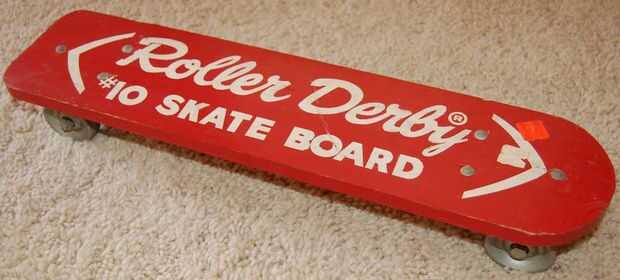 Roller Derby®
#10 SKATE BOARD